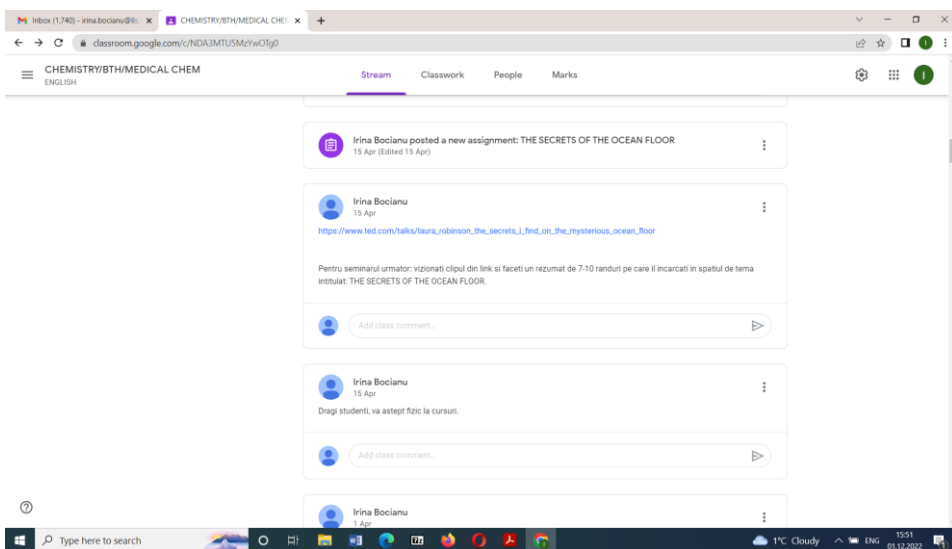 Inbox (1,740) - irina.bocianu@lls
CHEMISTRY/BTH/MEDICAL CHEM
classroom.google.com/c/NDA3MTU5MzYwOTg0
CHEMISTRY/BTH/MEDICAL CHEM
ENGLISH
Stream
Classwork
People
Marks
I
I
Irina Bocianu posted a new assignment: THE SECRETS OF THE OCEAN FLOOR
15 Apr (Edited 15 Apr)
Irina Bocianu
15 Apr
https://www.ted.com/talks/laura_robinson_the_secrets_i_find_on_the_mysterious_ocean_floor
Pentru seminarul urmator: vizionati clipul din link si faceti un rezumat de 7-10 randuri pe care il incarcati in spatiul de tema
intitulat: THE SECRETS OF THE OCEAN FLOOR.
Add class comment...
Irina Bocianu
15 Apr
Dragi studenti, va astept fizic la cursuri.
Add class comment...
Irina Bocianu
1 Apr
Type here to search
1°C Cloudy
ENG
15:51
01.12.2022